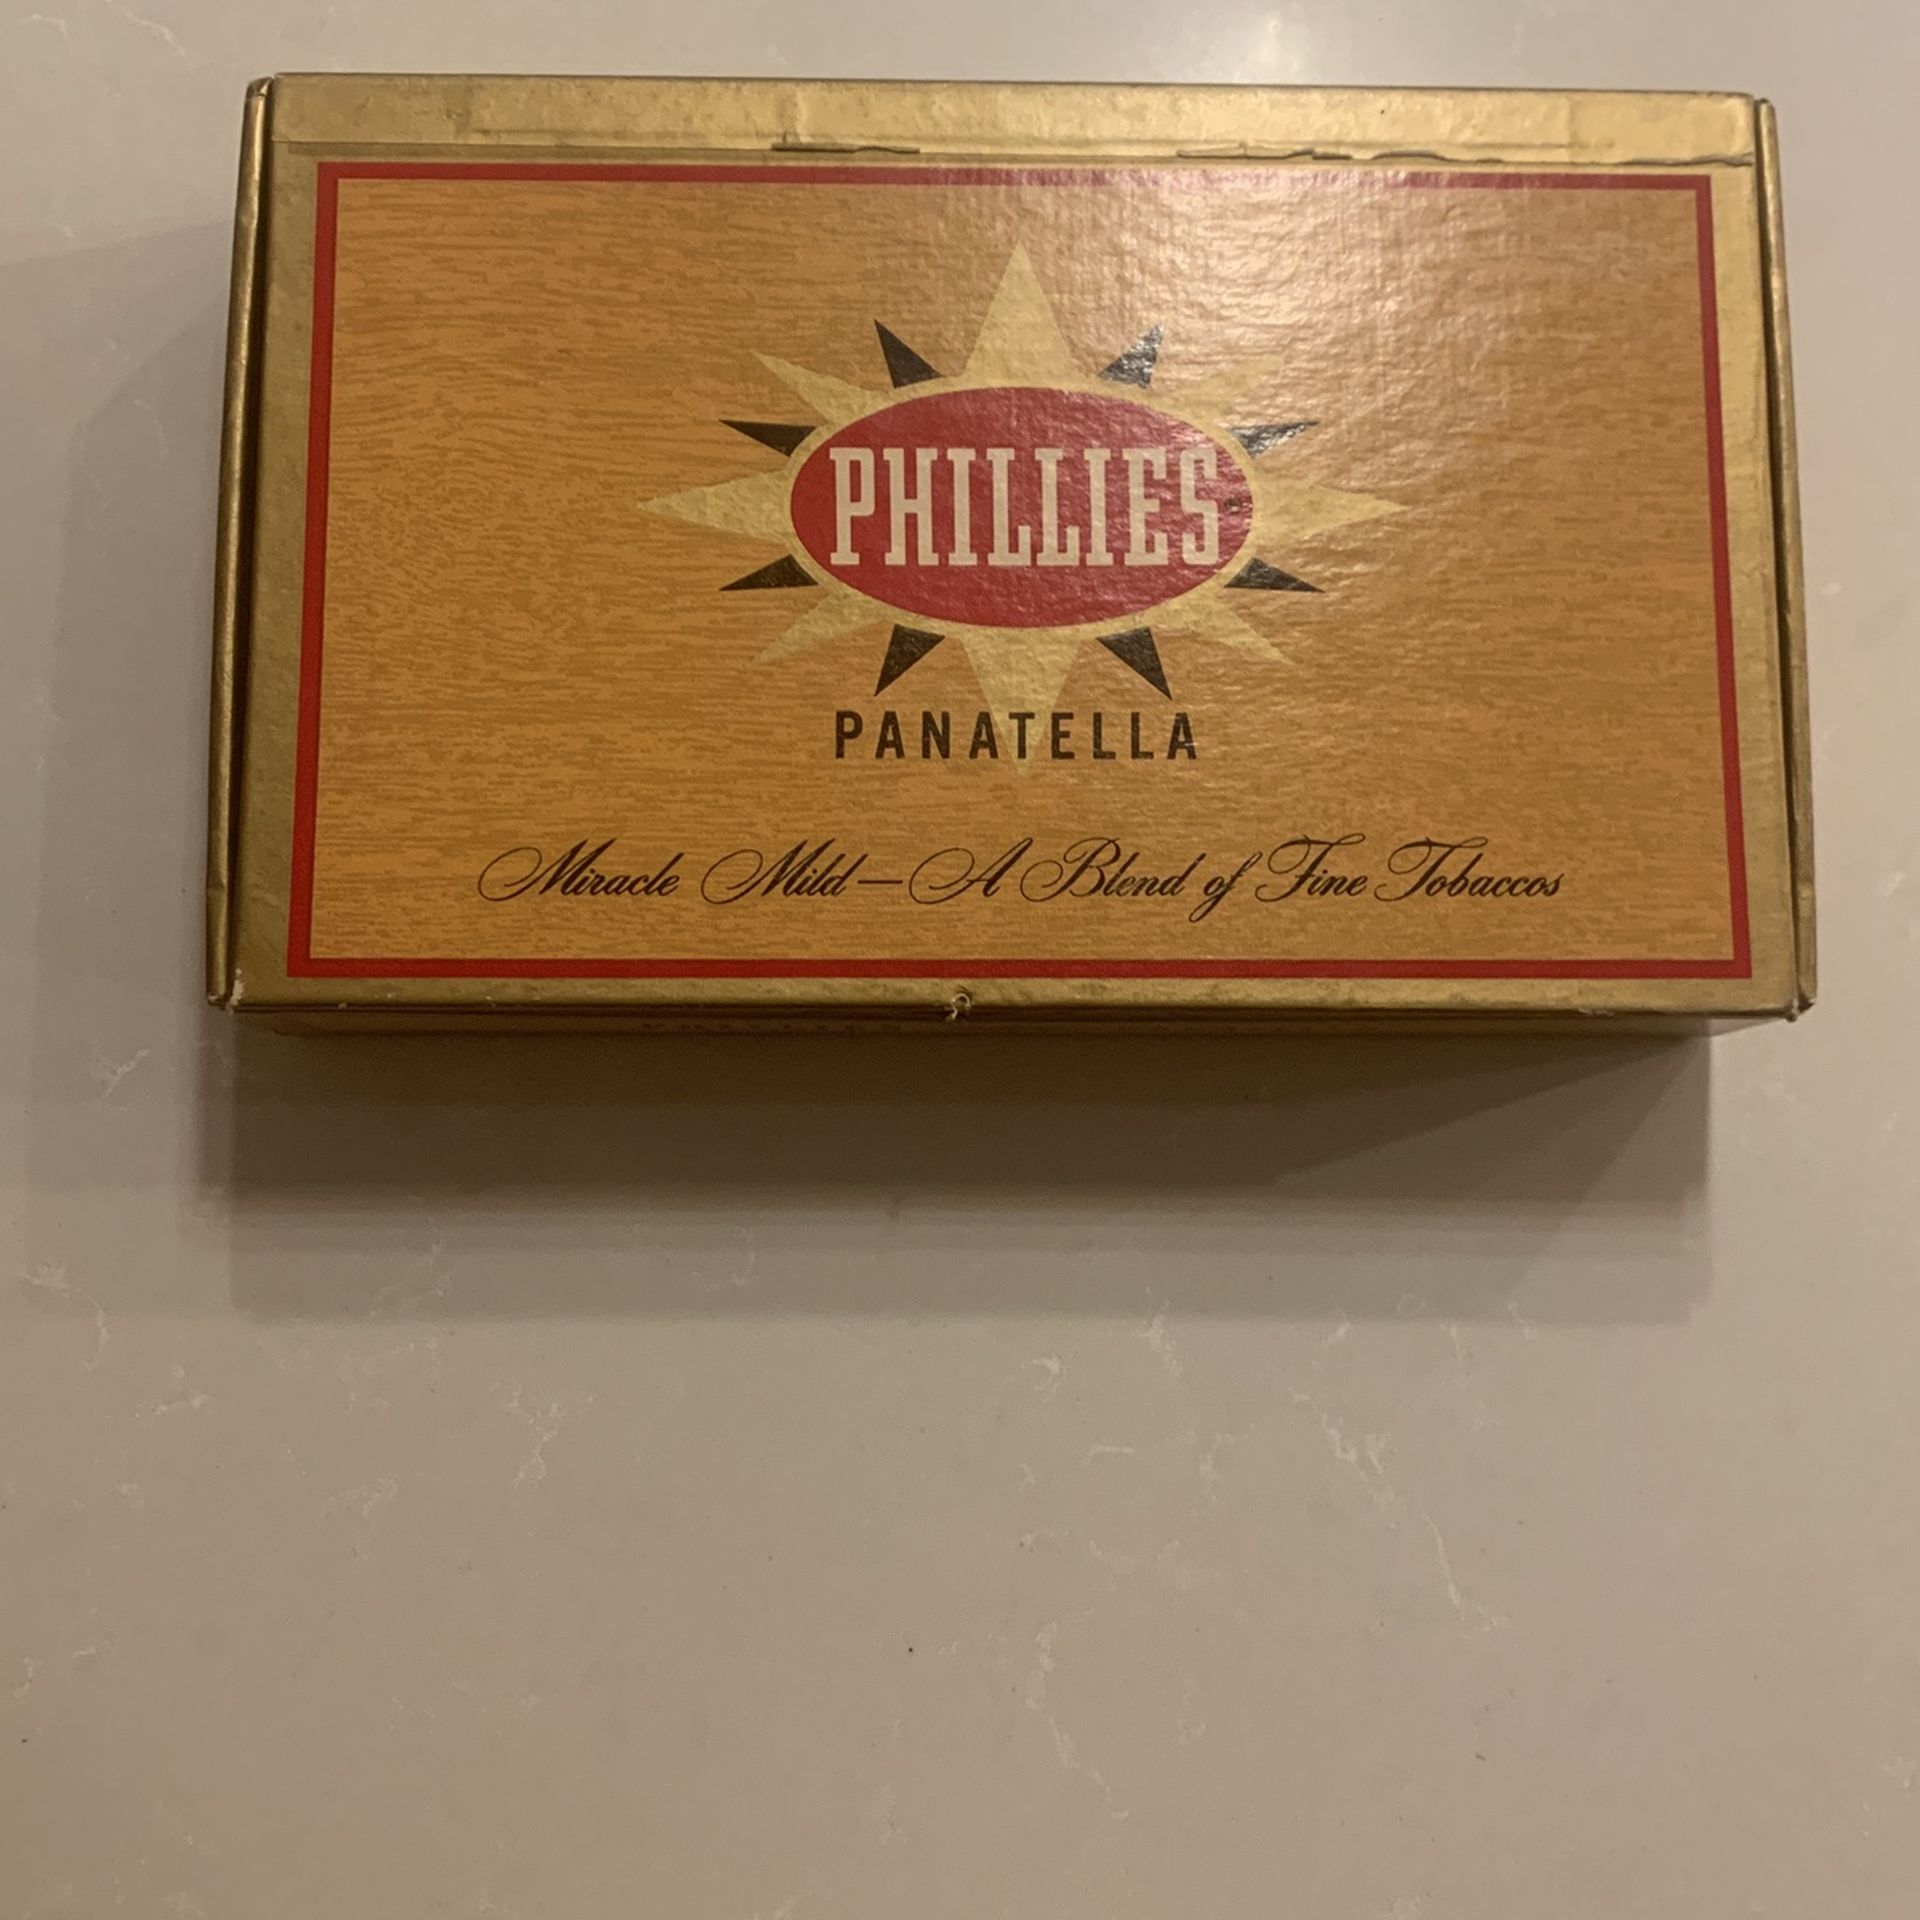 PHILLIES®
PANATELLA
Miracle Mild—A Blend of Fine Tobaccos